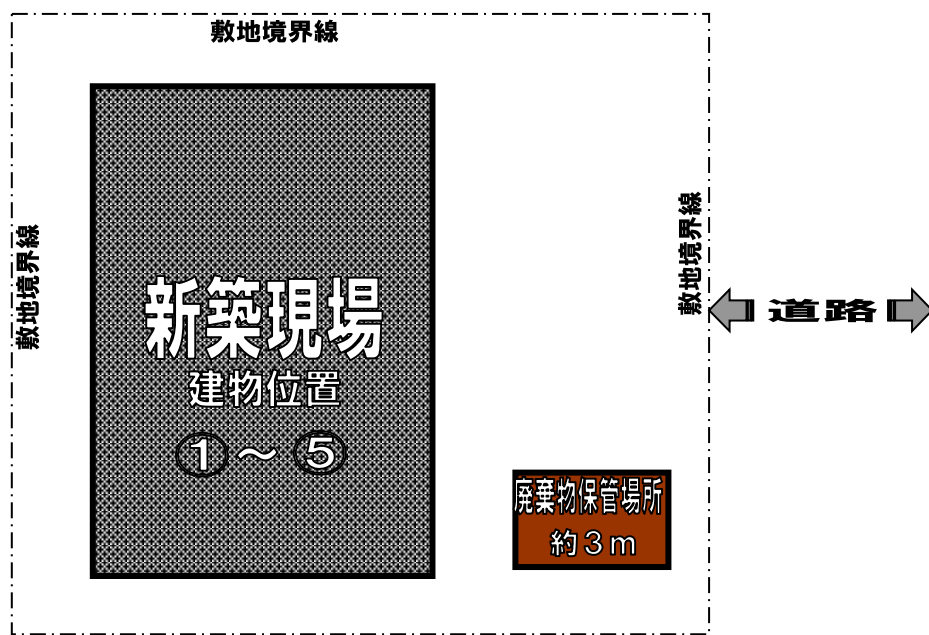 敷地境界線
敷地境界線
敷地境界線
道路
新築現場
建物位置
①～⑤
廃棄物保管場所
約３ｍ